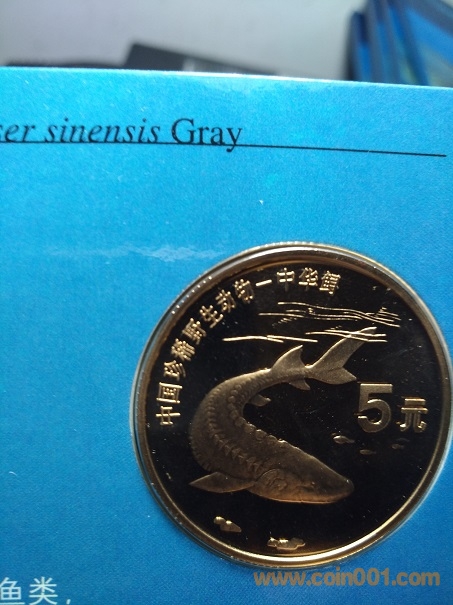 ser sinensis Gray
中国珍稀野生动物—中华鲟
5元
鱼类，
www.coin001.com